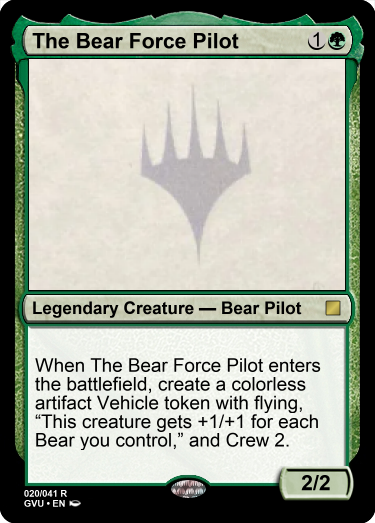 The Bear Force Pilot 1
Legendary Creature — Bear Pilot
When The Bear Force Pilot enters
the battlefield, create a colorless
artifact Vehicle token with flying,
“This creature gets +1/+1 for each
Bear you control,” and Crew 2.
2/2
020/041 R
GVU • EN